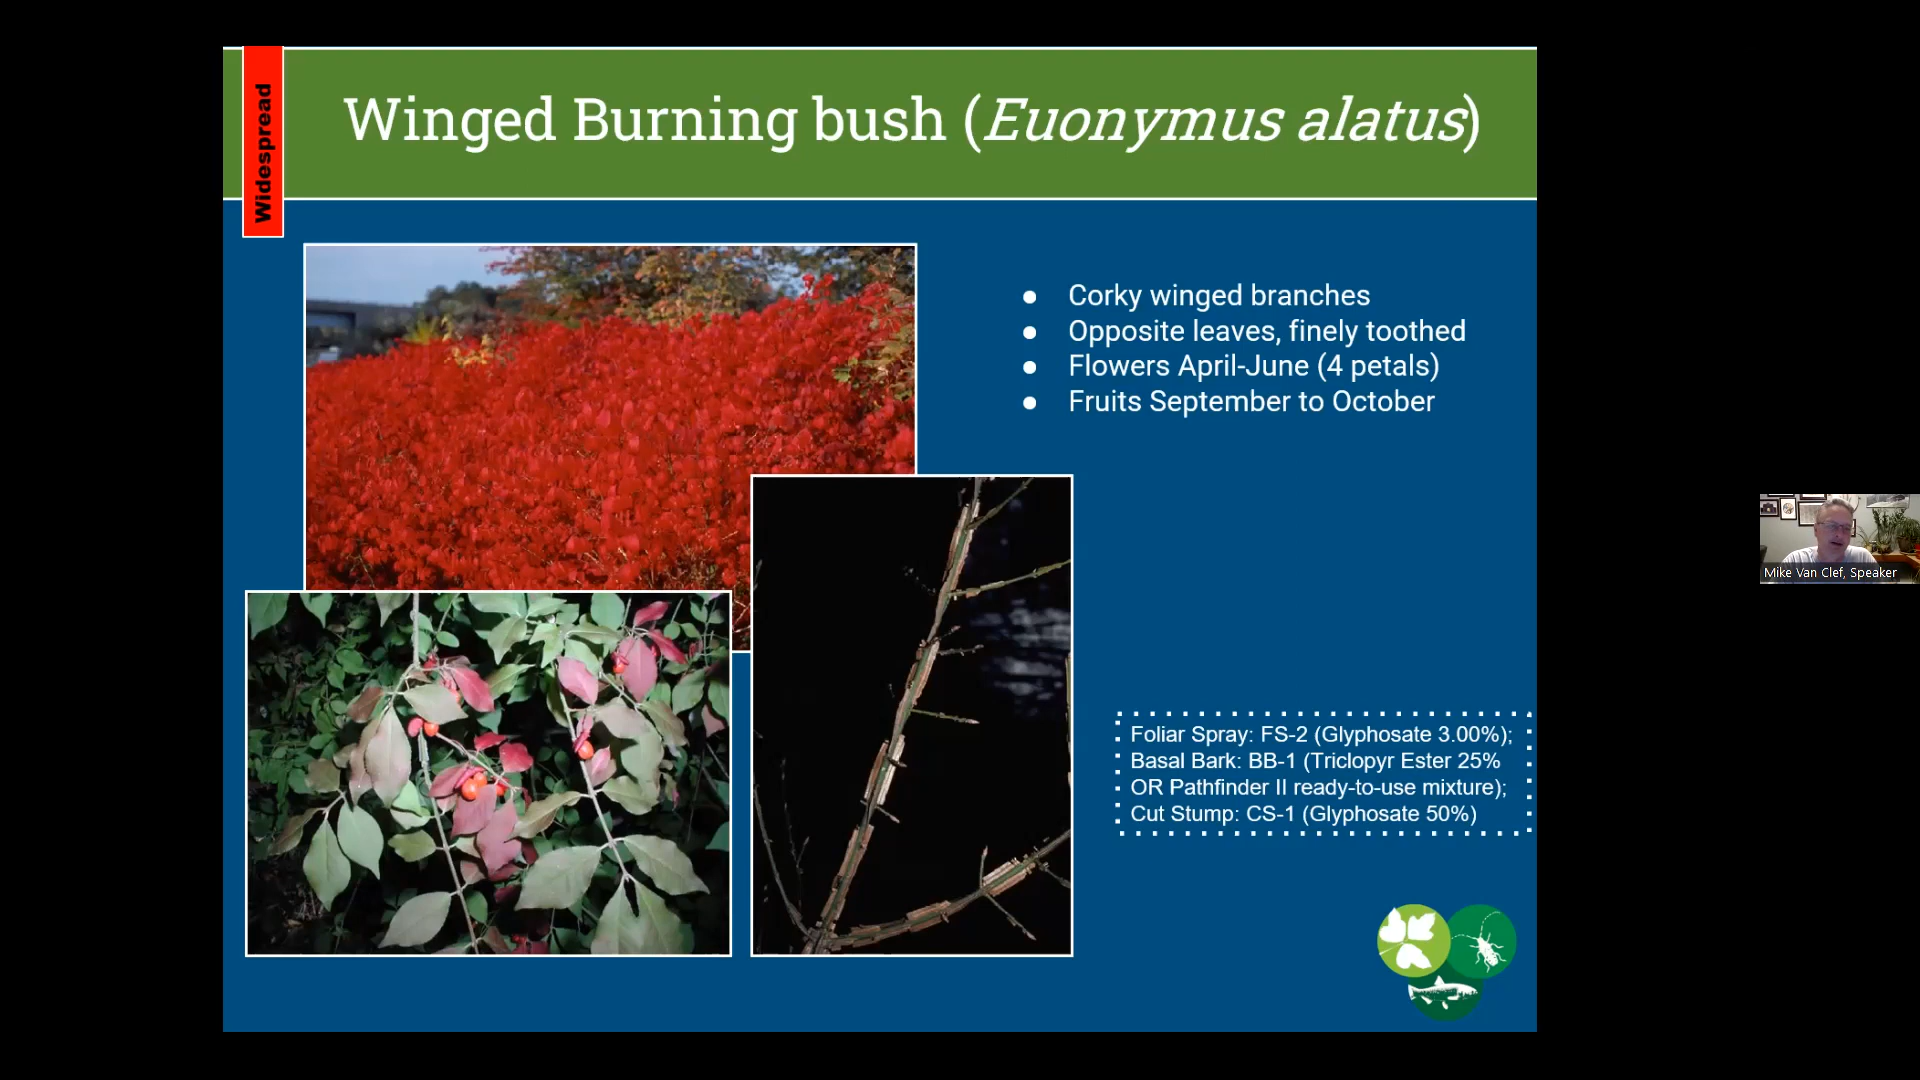 Widespread
Winged Burning bush (Euonymus alatus)
● Corky winged branches
● Opposite leaves, finely toothed
● Flowers April-June (4 petals)
● Fruits September to October
Foliar Spray: FS-2 (Glyphosate 3.00%);
Basal Bark: BB-1 (Triclopyr Ester 25%
OR Pathfinder II ready-to-use mixture);
Cut Stump: CS-1 (Glyphosate 50%)
Mike Van Clef, Speaker